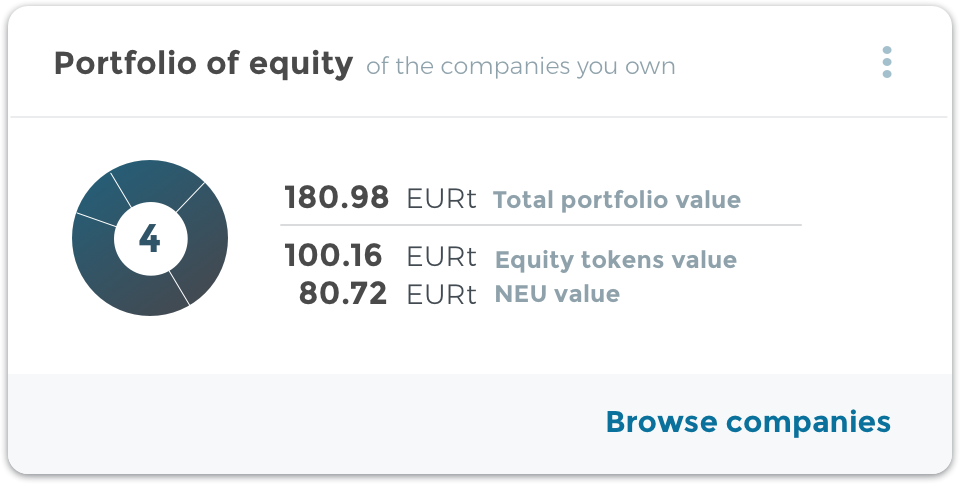 Portfolio of equity of the companies you own
4
180.98 EURt Total portfolio value
100.16 EURt Equity tokens value
80.72 EURt NEU value
Browse companies